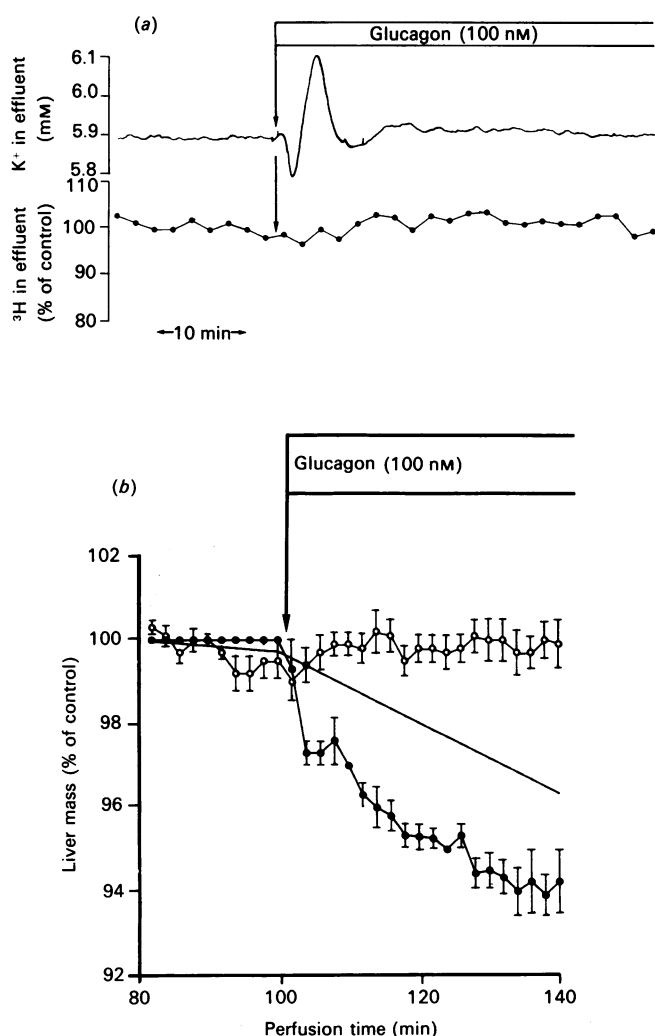 (a)
Glucagon (100 nM)
K⁺ in effluent
(mM)
6.1
6.0
5.9
5.8
³H in effluent
(% of control)
110
100
90
80
10 min
Glucagon (100 nM)
(b)
Liver mass (% of control)
102
100
98
96
94
92
80
100
120
140
Perfusion time (min)